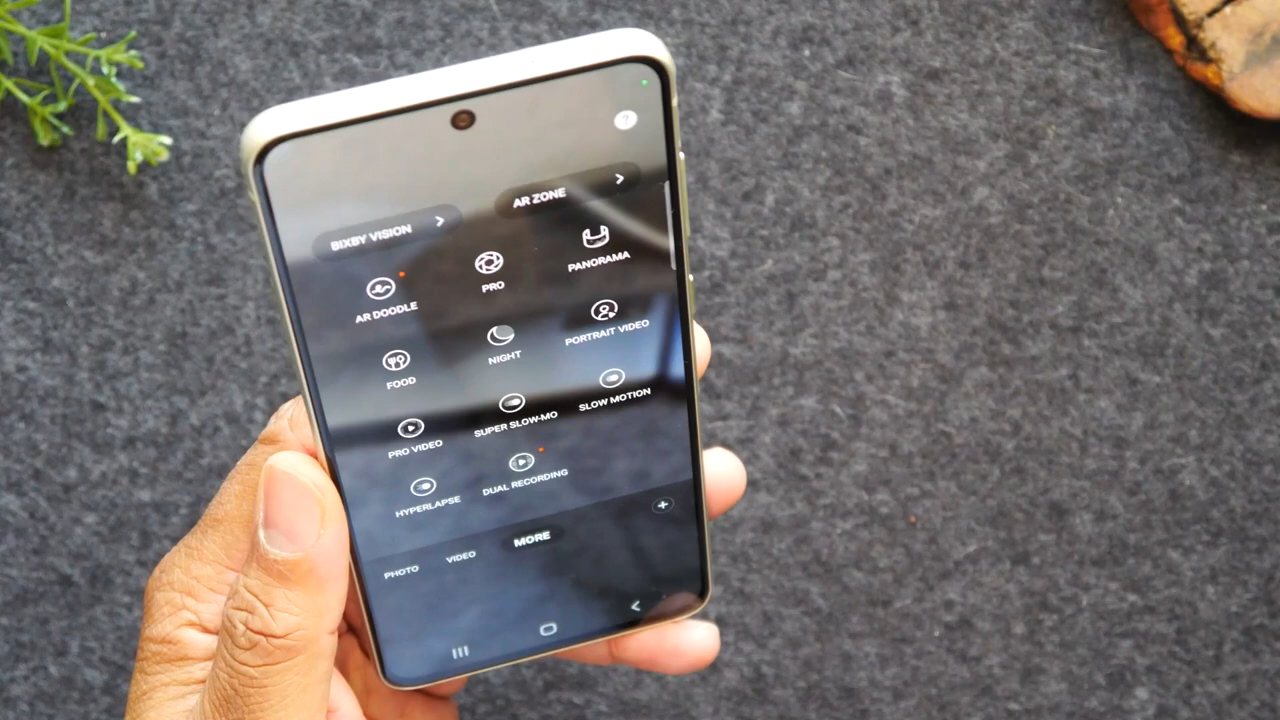 ?
BIXBY VISION >
AR ZONE >
AR DOODLE
PRO
PANORAMA
FOOD
NIGHT
PORTRAIT VIDEO
PRO VIDEO
SUPER SLOW-MO
SLOW MOTION
HYPERLAPSE
DUAL RECORDING
+
PHOTO
VIDEO
MORE